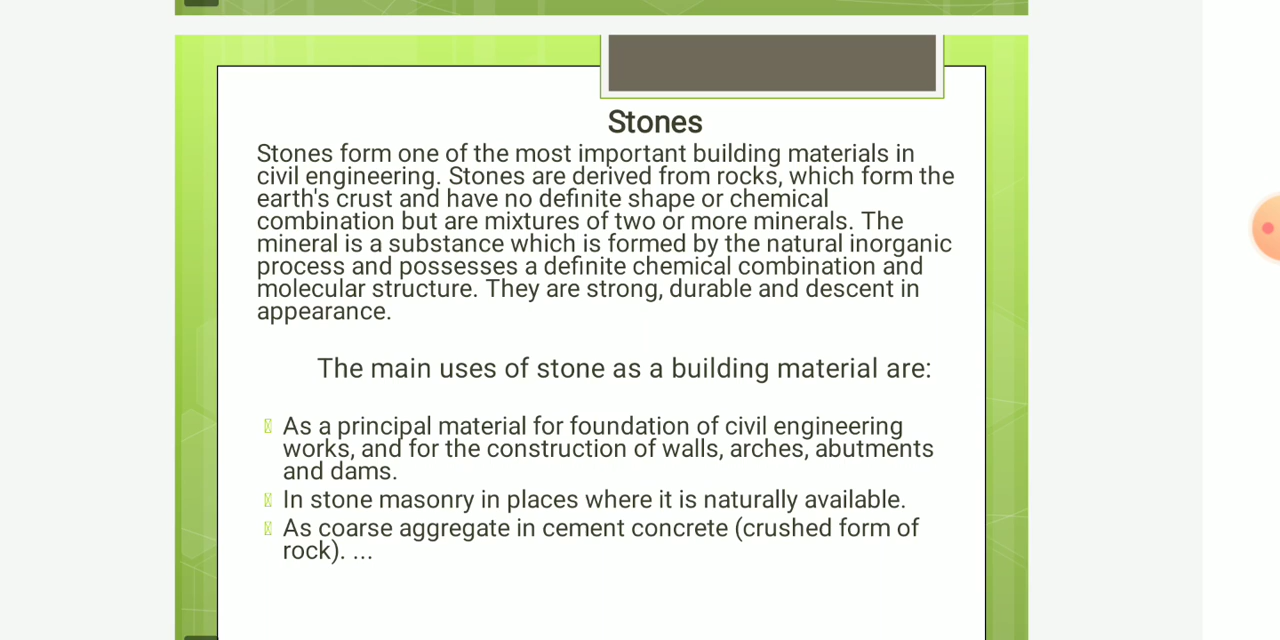 Stones
Stones form one of the most important building materials in
civil engineering. Stones are derived from rocks, which form the
earth's crust and have no definite shape or chemical
combination but are mixtures of two or more minerals. The
mineral is a substance which is formed by the natural inorganic
process and possesses a definite chemical combination and
molecular structure. They are strong, durable and descent in
appearance.
The main uses of stone as a building material are:
As a principal material for foundation of civil engineering
works, and for the construction of walls, arches, abutments
and dams.
In stone masonry in places where it is naturally available.
As coarse aggregate in cement concrete (crushed form of
rock). ...